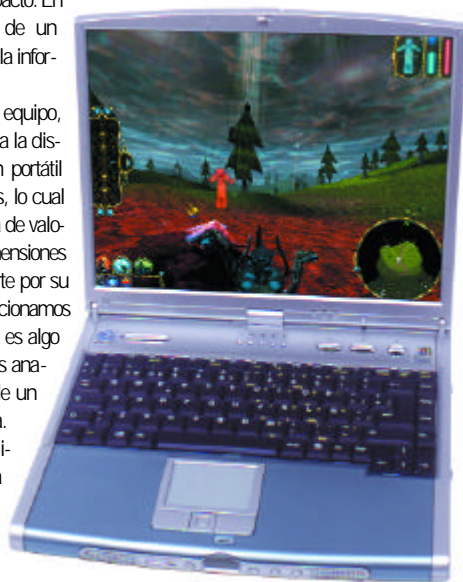 pacto. En
de un
la infor-
equipo,
a la dis-
portátil
s, lo cual
de valo-
ensiones
te por su
cionamos
es algo
s ana-
e un
a.
i-